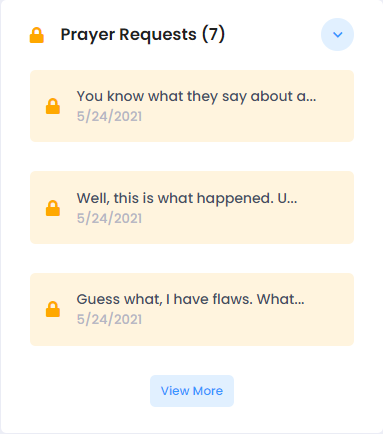 Prayer Requests (7)
You know what they say about a...
5/24/2021
Well, this is what happened. U...
5/24/2021
Guess what, I have flaws. What...
5/24/2021
View More